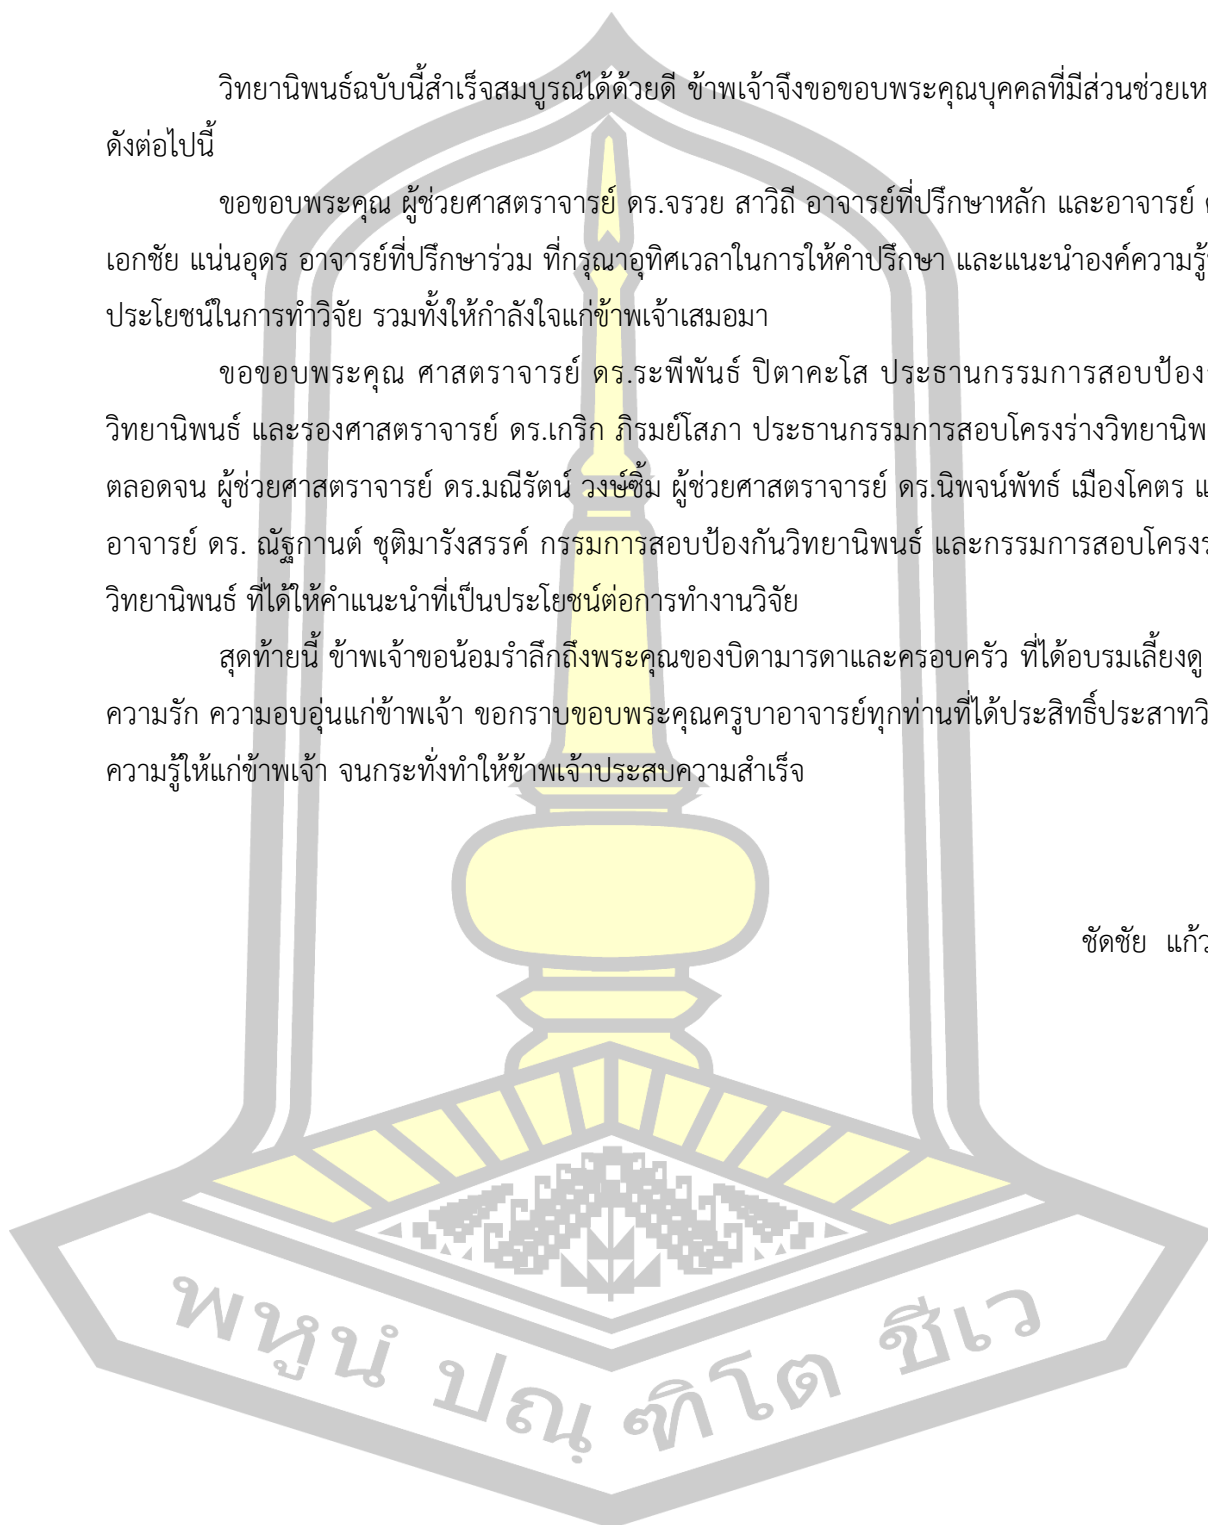 วิทยานิพนธ์ฉบับนี้สำเร็จสมบูรณ์ได้ด้วยดี ข้าพเจ้าจึงขอขอบพระคุณบุคคลที่มีส่วนช่วยเห
ดังต่อไปนี้
ขอขอบพระคุณ ผู้ช่วยศาสตราจารย์ ดร.จรวย สาวิถี อาจารย์ที่ปรึกษาหลัก และอาจารย์
เอกชัย แน่นอุดร อาจารย์ที่ปรึกษาร่วม ที่กรุณาอุทิศเวลาในการให้คำปรึกษา และแนะนำองค์ความรู้
ประโยชน์ในการทำวิจัย รวมทั้งให้กำลังใจแก่ข้าพเจ้าเสมอมา
ขอขอบพระคุณ ศาสตราจารย์ ดร.ระพีพันธ์ ปิตาคะโส ประธานกรรมการสอบป้อง
วิทยานิพนธ์ และรองศาสตราจารย์ ดร.เกริก ภิรมย์โสภา ประธานกรรมการสอบโครงร่างวิทยานิพ
ตลอดจน ผู้ช่วยศาสตราจารย์ ดร.มณีรัตน์ วงษ์ซิ้ม ผู้ช่วยศาสตราจารย์ ดร.นิพจน์พัทธ์ เมืองโคตร แ
อาจารย์ ดร. ณัฐกานต์ ชุติมารังสรรค์ กรรมการสอบป้องกันวิทยานิพนธ์ และกรรมการสอบโครงร
วิทยานิพนธ์ ที่ได้ให้คำแนะนำที่เป็นประโยชน์ต่อการทำงานวิจัย
สุดท้ายนี้ ข้าพเจ้าขอน้อมรำลึกถึงพระคุณของบิดามารดาและครอบครัว ที่ได้อบรมเลี้ยงดู
ความรัก ความอบอุ่นแก่ข้าพเจ้า ขอกราบขอบพระคุณครูบาอาจารย์ทุกท่านที่ได้ประสิทธิ์ประสาทวิ
ความรู้ให้แก่ข้าพเจ้า จนกระทั่งทำให้ข้าพเจ้าประสบความสำเร็จ
ชัดชัย แก้ว
พหูนํ ปณฺฑิโต ชีเว